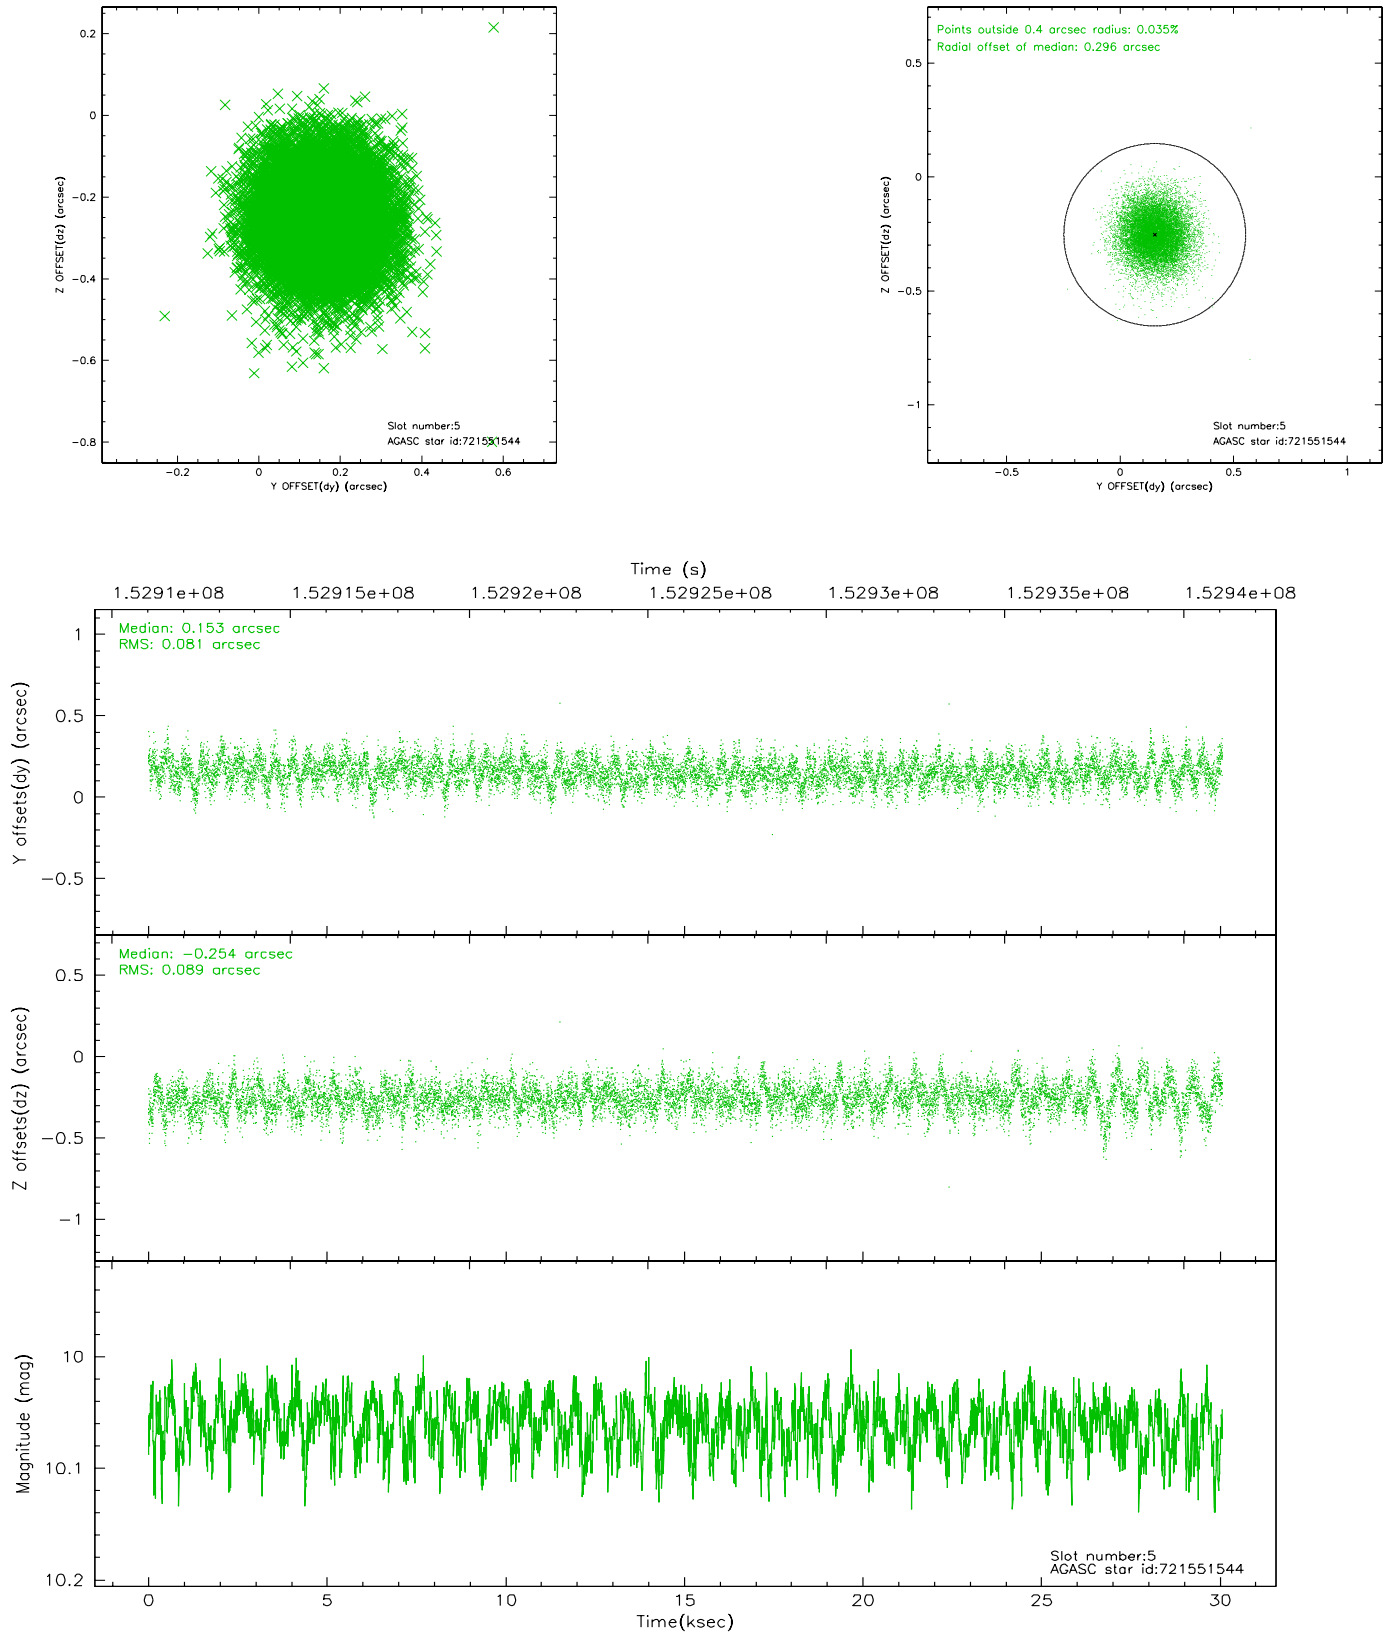 0.2
0
−0.2
−0.4
−0.6
−0.8
Z OFFSET(dz) (arcsec)
Slot number:5
AGASC star id:721551544
−0.2 0 0.2 0.4 0.6
Y OFFSET(dy) (arcsec)
Points outside 0.4 arcsec radius: 0.035%
Radial offset of median: 0.296 arcsec
0.5
0
−0.5
−1
Z OFFSET(dz) (arcsec)
Slot number:5
AGASC star id:721551544
−0.5 0 0.5 1
Y OFFSET(dy) (arcsec)
Time (s)
1.5291e+08 1.52915e+08 1.5292e+08 1.52925e+08 1.5293e+08 1.52935e+08 1.5294e+08
Median: 0.153 arcsec
RMS: 0.081 arcsec
1
0.5
0
−0.5
Y offsets(dy) (arcsec)
Median: −0.254 arcsec
RMS: 0.089 arcsec
0.5
0
−0.5
−1
Z offsets(dz) (arcsec)
10
10.1
10.2
Magnitude (mag)
Slot number:5
AGASC star id:721551544
0 5 10 15 20 25 30
Time(ksec)